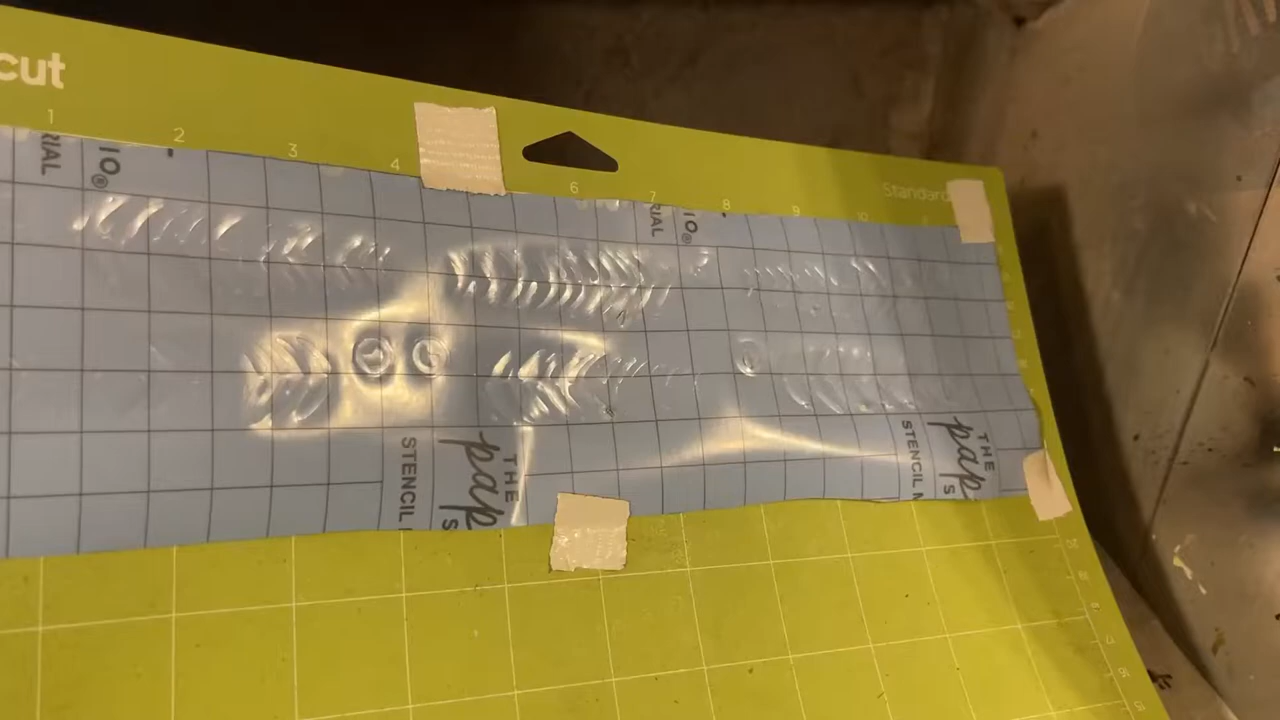 cut
1 2 3 4 6 7 8 9 10
Standard
RIAL
IO®
RIAL
IO®
STENCIL
THE
pap
S
STENCIL M
THE
pap
S